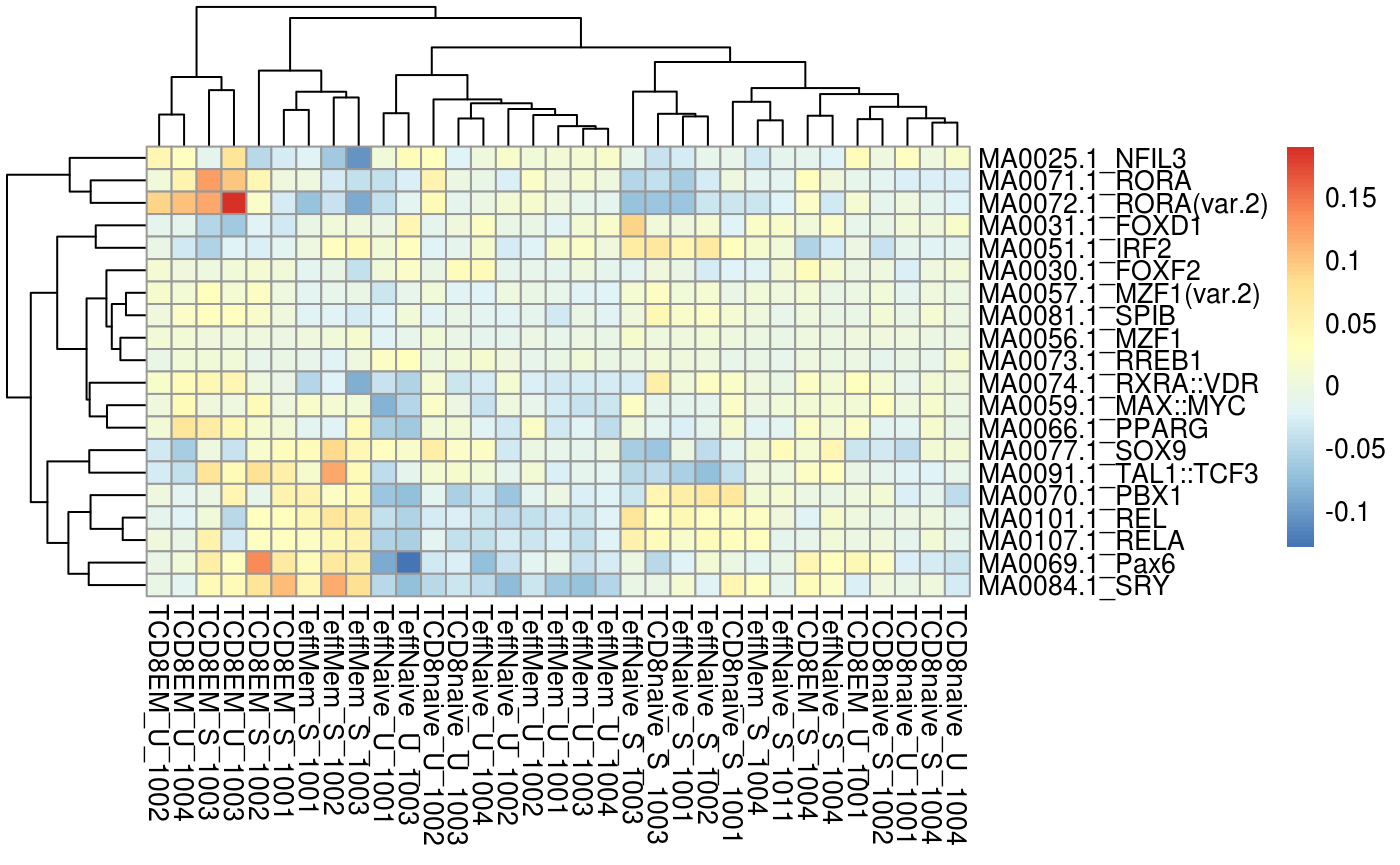 MA0025.1_NFIL3
MA0071.1_RORA
MA0072.1_RORA(var.2)
MA0031.1_FOXD1
MA0051.1_IRF2
MA0030.1_FOXF2
MA0057.1_MZF1(var.2)
MA0081.1_SPIB
MA0056.1_MZF1
MA0073.1_RREB1
MA0074.1_RXRA::VDR
MA0059.1_MAX::MYC
MA0066.1_PPARG
MA0077.1_SOX9
MA0091.1_TAL1::TCF3
MA0070.1_PBX1
MA0101.1_REL
MA0107.1_RELA
MA0069.1_Pax6
MA0084.1_SRY
0.15
0.1
0.05
0
-0.05
-0.1
TCD8EM_U_1002
TCD8EM_U_1004
TCD8EM_S_1003
TCD8EM_U_1003
TCD8EM_S_1002
TCD8EM_S_1001
TeffMem_S_1001
TeffMem_S_1002
TeffMem_S_1003
TeffNaive_U_1001
TeffNaive_U_1003
TCD8naive_U_1002
TCD8naive_U_1003
TeffNaive_U_1004
TeffNaive_U_1002
TeffMem_U_1002
TeffMem_U_1001
TeffMem_U_1003
TeffMem_U_1004
TeffNaive_S_1003
TCD8naive_S_1003
TeffNaive_S_1001
TeffNaive_S_1002
TCD8naive_S_1001
TeffMem_S_1004
TeffNaive_S_1011
TCD8EM_S_1004
TeffNaive_S_1004
TCD8EM_U_1001
TCD8naive_S_1002
TCD8naive_U_1001
TCD8naive_S_1004
TCD8naive_U_1004